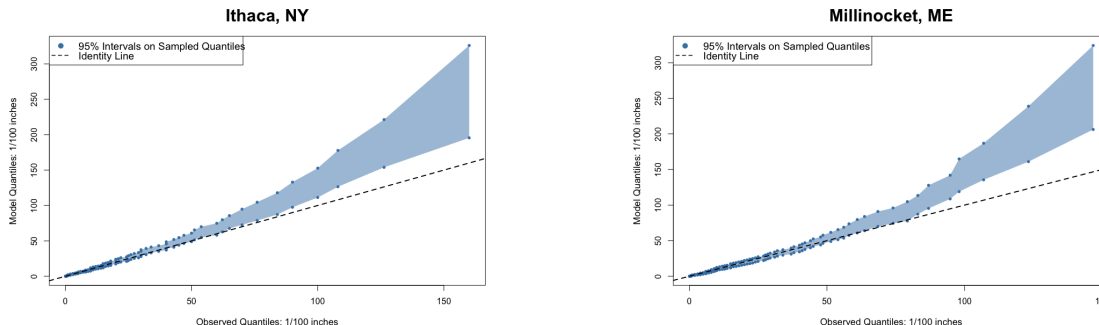 Ithaca, NY
95% Intervals on Sampled Quantiles
Identity Line
Model Quantiles: 1/100 inches
300
250
200
150
100
50
0
0 50 100 150
Observed Quantiles: 1/100 inches
Millinocket, ME
95% Intervals on Sampled Quantiles
Identity Line
Model Quantiles: 1/100 inches
300
250
200
150
100
50
0
0 50 100
Observed Quantiles: 1/100 inches